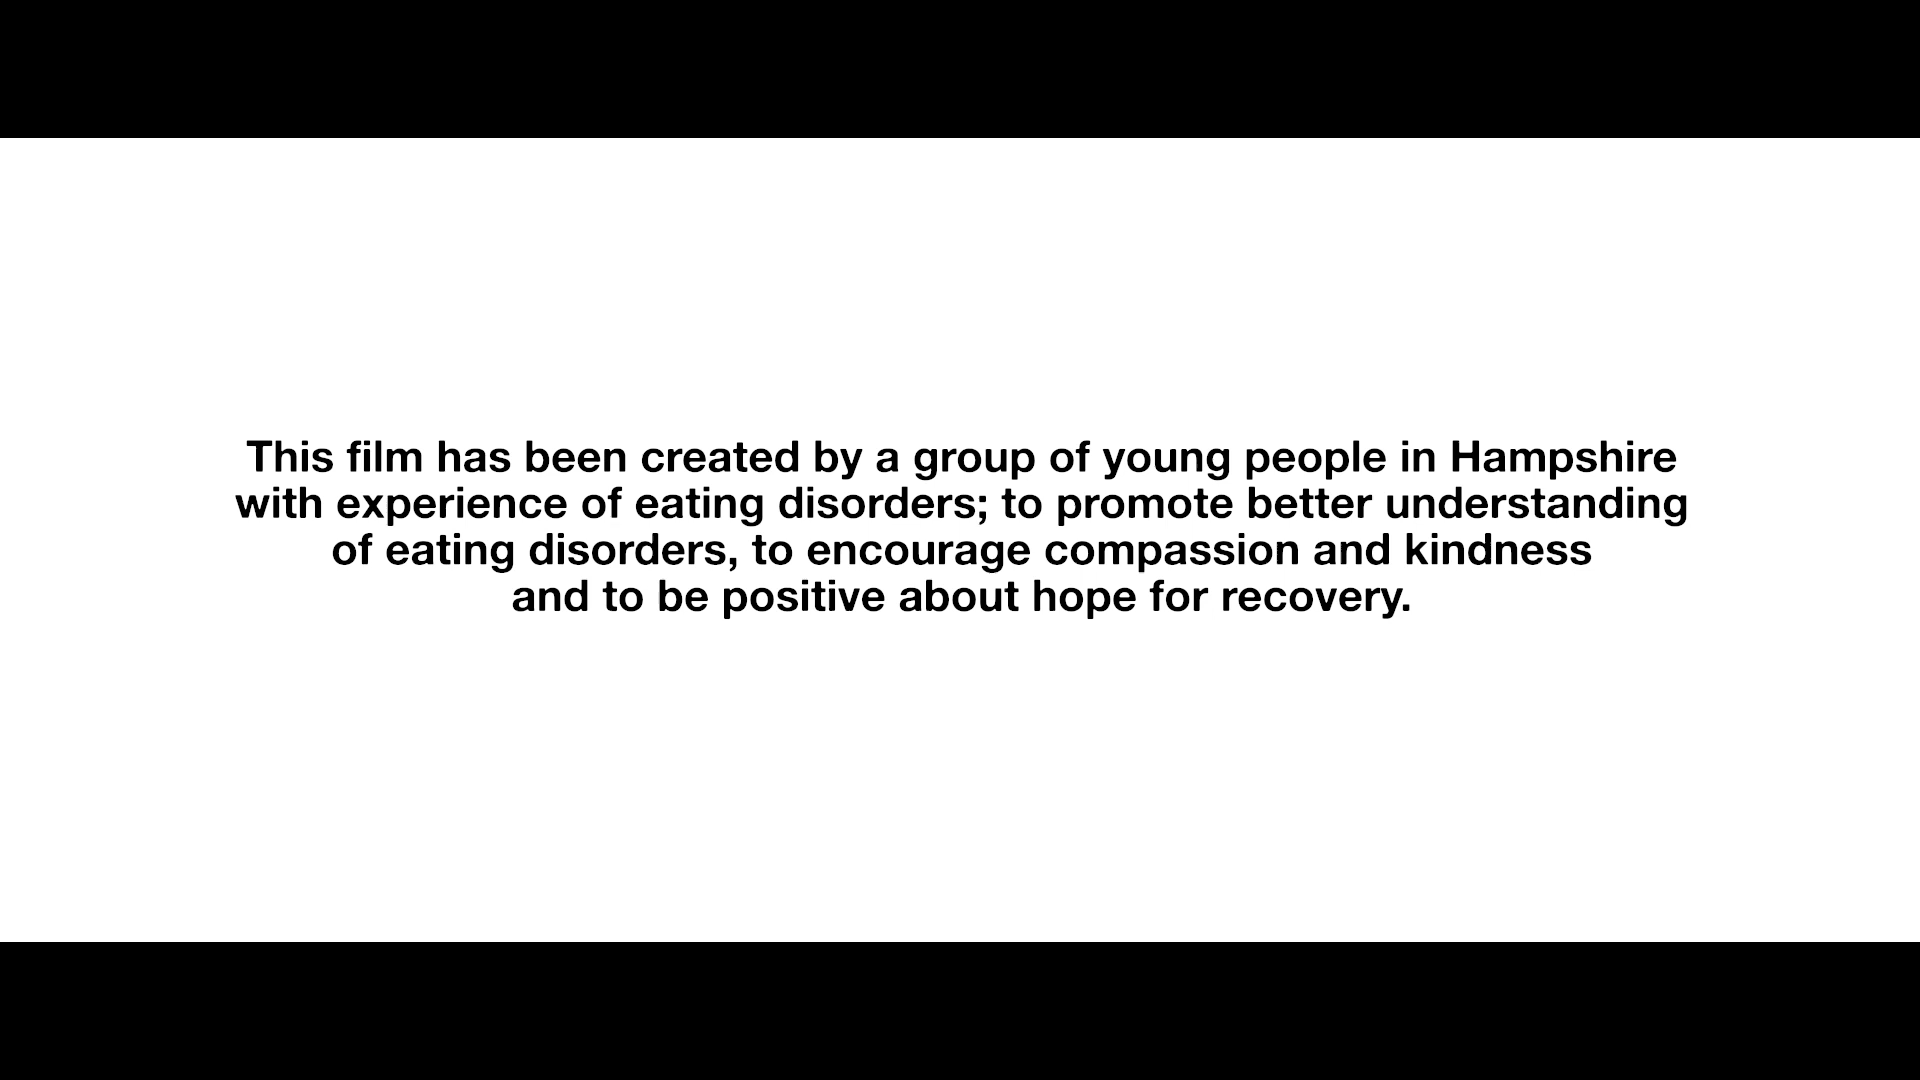 This film has been created by a group of young people in Hampshire
with experience of eating disorders; to promote better understanding
of eating disorders, to encourage compassion and kindness
and to be positive about hope for recovery.